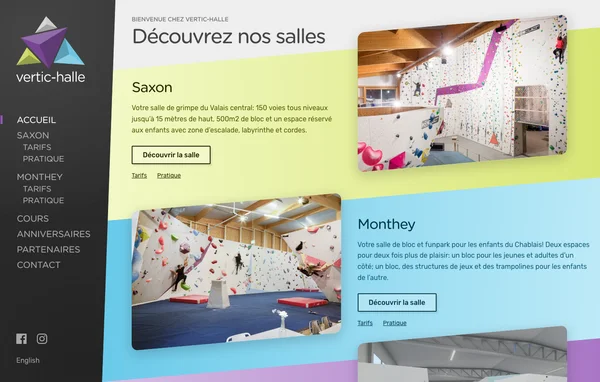 vertic-halle
ACCUEIL
SAXON
TARIFS
PRATIQUE
MONTHEY
TARIFS
PRATIQUE
COURS
ANNIVERSAIRES
PARTENAIRES
CONTACT
English
BIENVENUE CHEZ VERTIC-HALLE
Découvrez nos salles
Saxon
Votre salle de grimpe du Valais central: 150 voies tous niveaux
jusqu'à 15 mètres de haut, 500m2 de bloc et un espace réservé
aux enfants avec zone d'escalade, labyrinthe et cordes.
Découvrir la salle
Tarifs Pratique
Monthey
Votre salle de bloc et funpark pour les enfants du Chablais! Deux espaces
pour deux fois plus de plaisir: un bloc pour les jeunes et adultes d'un
côté; un bloc, des structures de jeux et des trampolines pour les enfants
de l'autre.
Découvrir la salle
Tarifs Pratique